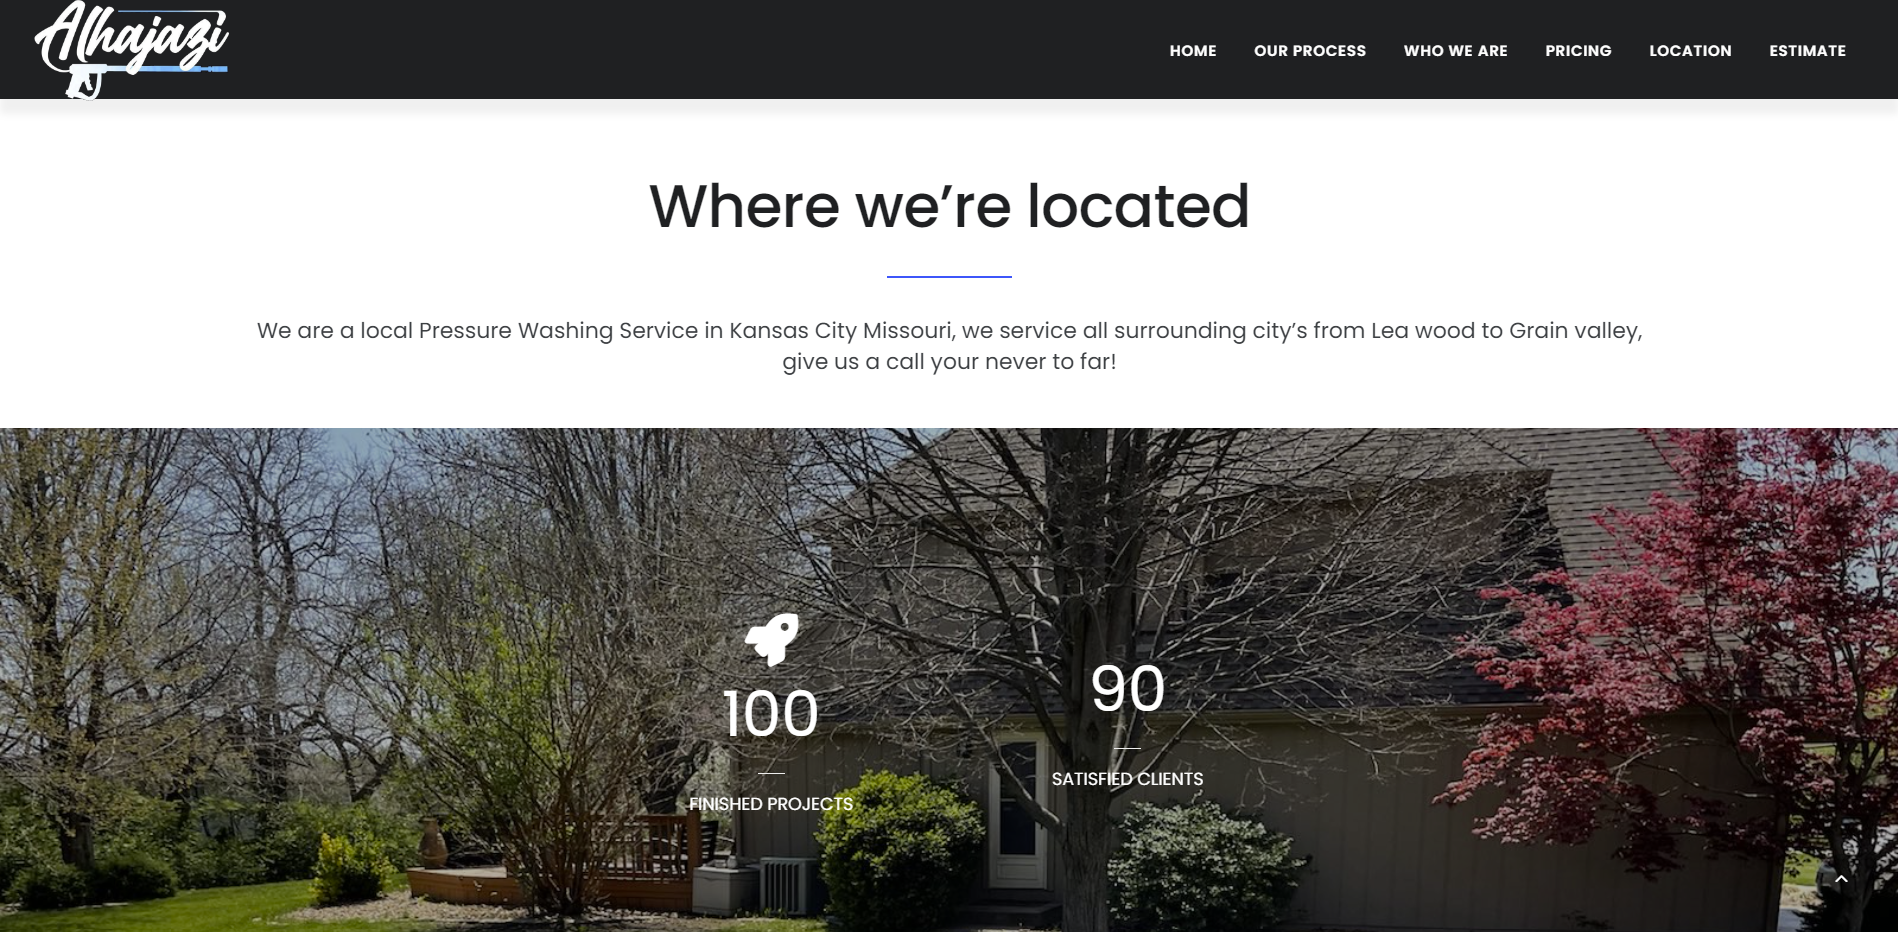 Alhajazi
HOME OUR PROCESS WHO WE ARE PRICING LOCATION ESTIMATE
Where we’re located
We are a local Pressure Washing Service in Kansas City Missouri, we service all surrounding city’s from Lea wood to Grain valley,
give us a call your never to far!
100
FINISHED PROJECTS
90
SATISFIED CLIENTS